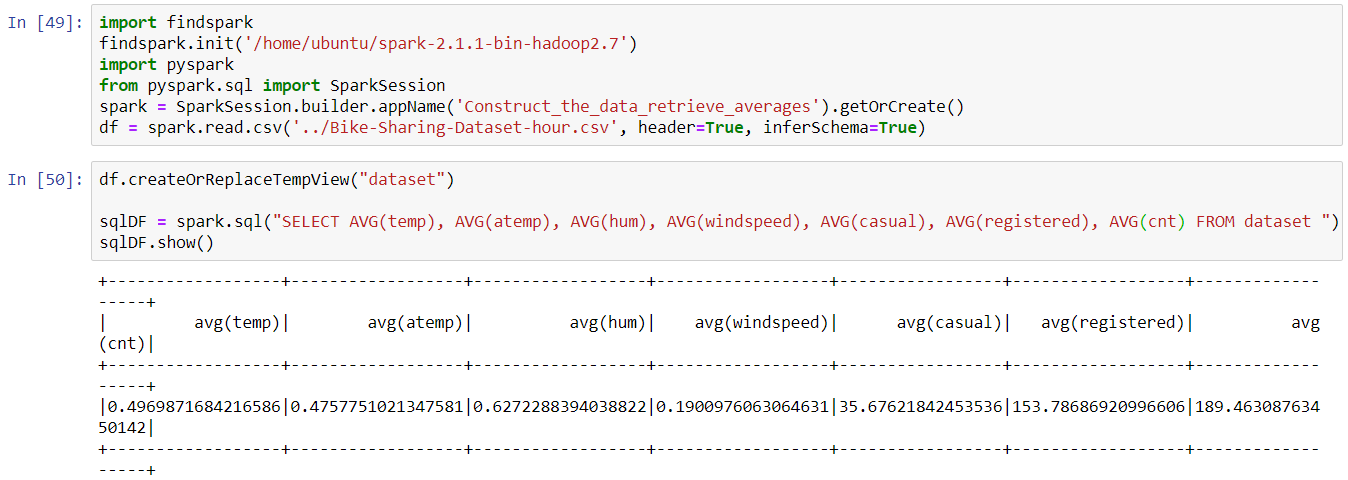 In [49]: import findspark
findspark.init('/home/ubuntu/spark-2.1.1-bin-hadoop2.7')
import pyspark
from pyspark.sql import SparkSession
spark = SparkSession.builder.appName('Construct_the_data_retrieve_averages').getOrCreate()
df = spark.read.csv('../Bike-Sharing-Dataset-hour.csv', header=True, inferSchema=True)
In [50]: df.createOrReplaceTempView("dataset")
sqlDF = spark.sql("SELECT AVG(temp), AVG(atemp), AVG(hum), AVG(windspeed), AVG(casual), AVG(registered), AVG(cnt) FROM dataset ")
sqlDF.show()
+------------------+------------------+------------------+------------------+-----------------+------------------+-------------
-----+
|         avg(temp)|        avg(atemp)|          avg(hum)|    avg(windspeed)|      avg(casual)|   avg(registered)|          avg
(cnt)|
+------------------+------------------+------------------+------------------+-----------------+------------------+-------------
-----+
|0.4969871684216586|0.4757751021347581|0.6272288394038822|0.1900976063064631|35.67621842453536|153.78686920996606|189.463087634
50142|
+------------------+------------------+------------------+------------------+-----------------+------------------+-------------
-----+